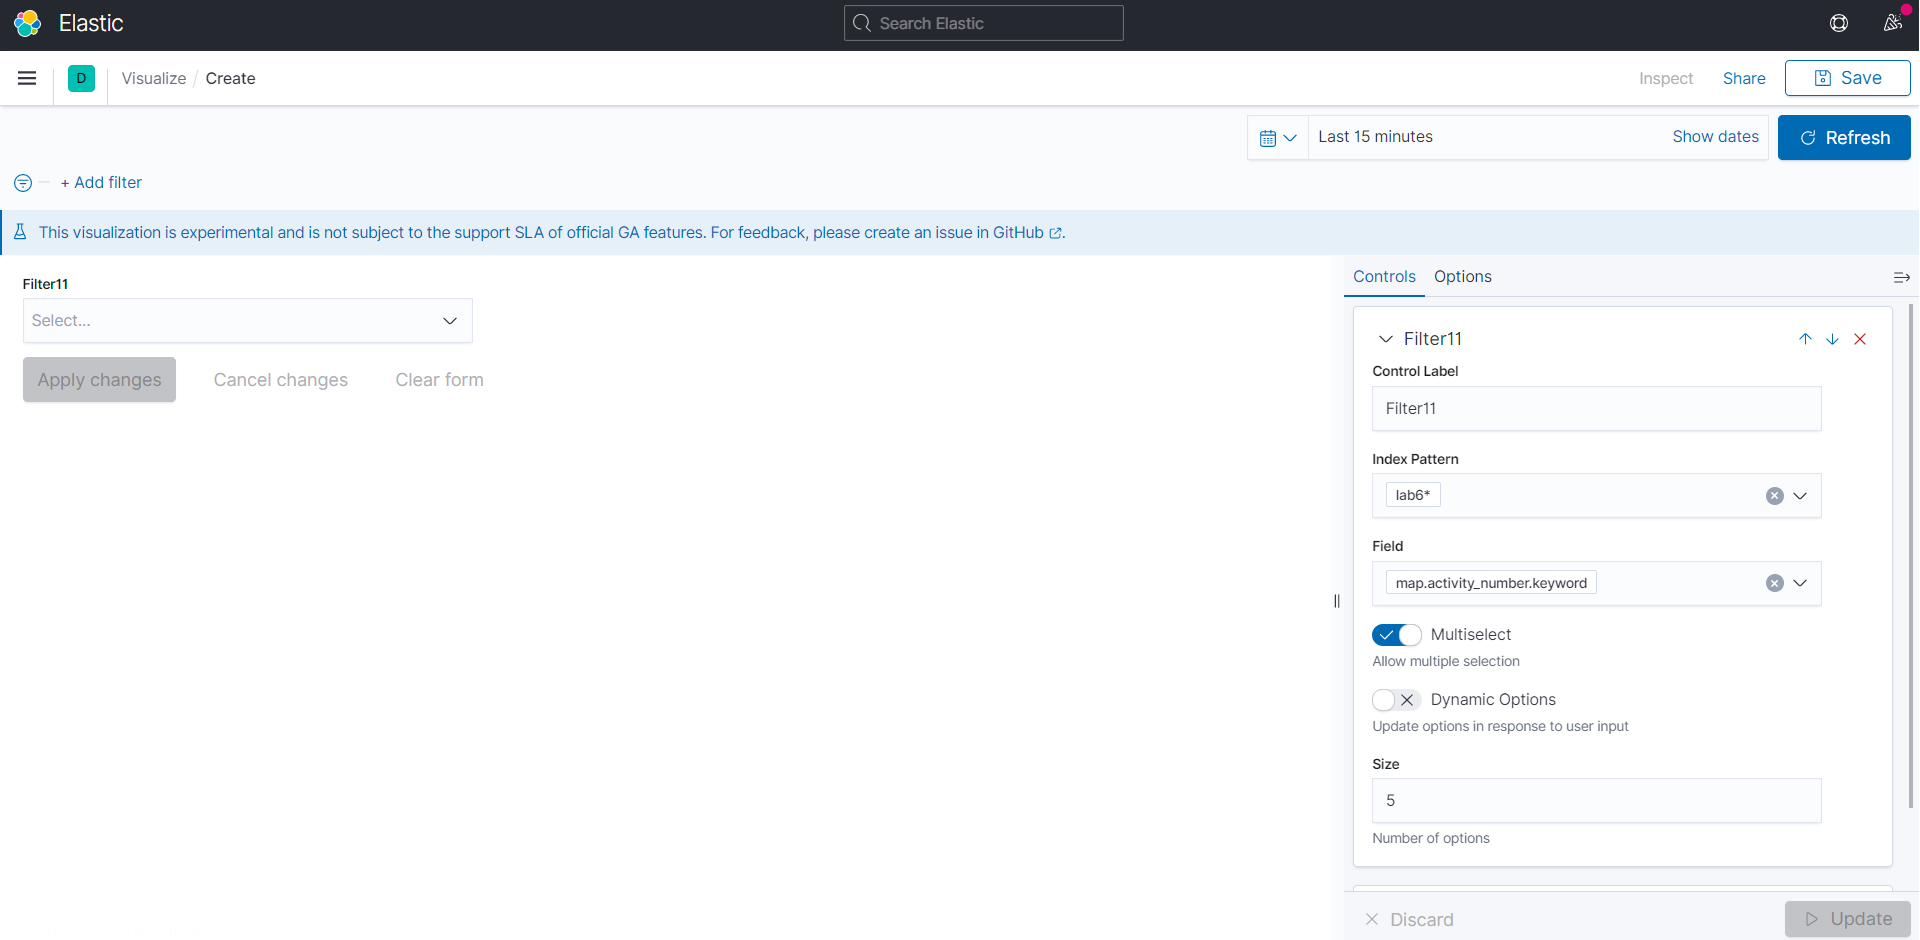 Elastic
Search Elastic
D
Visualize / Create
Inspect
Share
Save
Last 15 minutes
Show dates
Refresh
+ Add filter
This visualization is experimental and is not subject to the support SLA of official GA features. For feedback, please create an issue in GitHub.
Filter11
Select...
Apply changes
Cancel changes
Clear form
Controls
Options
Filter11
Control Label
Filter11
Index Pattern
lab6*
Field
map.activity_number.keyword
Multiselect
Allow multiple selection
Dynamic Options
Update options in response to user input
Size
5
Number of options
Discard
Update